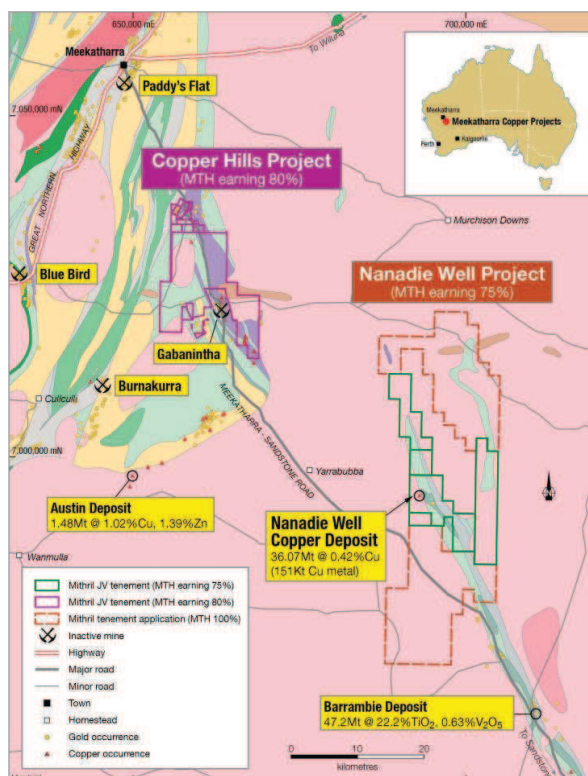 650,000 mE
700,000 mE
Meekatharra
To Wiluna
Paddy's Flat
7,050,000 mN
Meekatharra
Meekatharra Copper Projects
Perth
Kalgoorlie
Copper Hills Project
(MTH earning 80%)
GREAT NORTHERN HIGHWAY
Murchison Downs
Blue Bird
Nanadie Well Project
(MTH earning 75%)
Gabanintha
Burnakurra
Culculli
MEEKATHARRA - SANDSTONE ROAD
7,000,000 mN
Yarrabubba
Austin Deposit
1.48Mt @ 1.02%Cu, 1.39%Zn
Nanadie Well
Copper Deposit
36.07Mt @ 0.42%Cu
(151Kt Cu metal)
Wanmulla
Mithril JV tenement (MTH earning 75%)
Mithril JV tenement (MTH earning 80%)
Mithril tenement application (MTH 100%)
Inactive mine
Highway
Major road
Minor road
Town
Homestead
Gold occurrence
Copper occurrence
Barrambie Deposit
47.2Mt @ 22.2%TiO2, 0.63%V2O5
0 10 20
kilometres